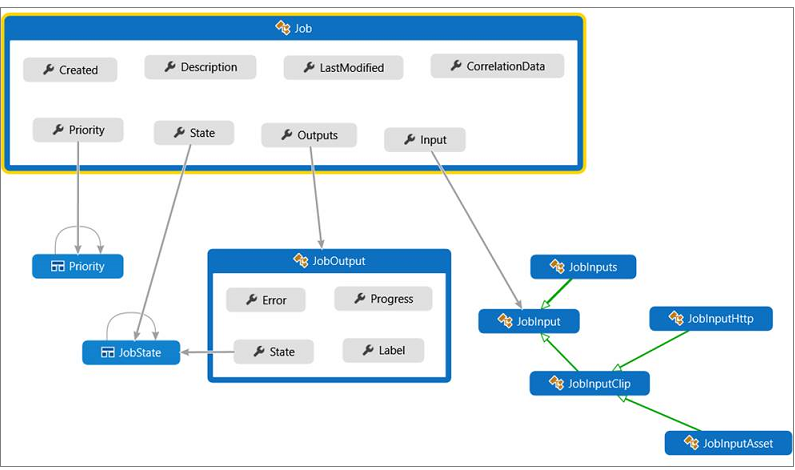 Job
Created
Description
LastModified
CorrelationData
Priority
State
Outputs
Input
Priority
JobOutput
JobInputs
Error
Progress
JobInput
JobInputHttp
JobState
State
Label
JobInputClip
JobInputAsset